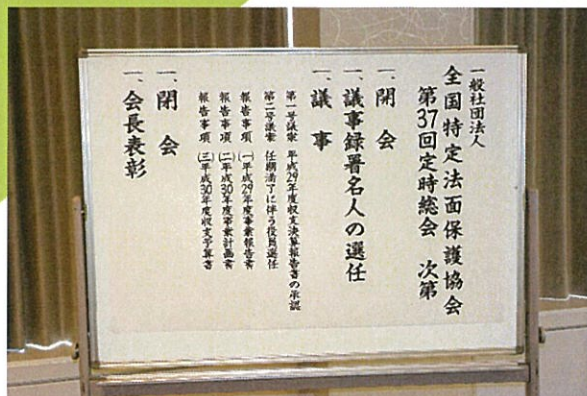 一般社団法人
全国特定法面保護協会
第37回定時総会 次第
一、開会
一、議事録署名人の選任
一、議事
第一号議案 平成29年度収支決算報告書の承認
第二号議案 任期満了に伴う役員選任
報告事項 (一)平成29年度事業報告書
報告事項 (二)平成30年度事業計画書
報告事項 (三)平成30年度収支予算書
一、閉会
一、会長表彰